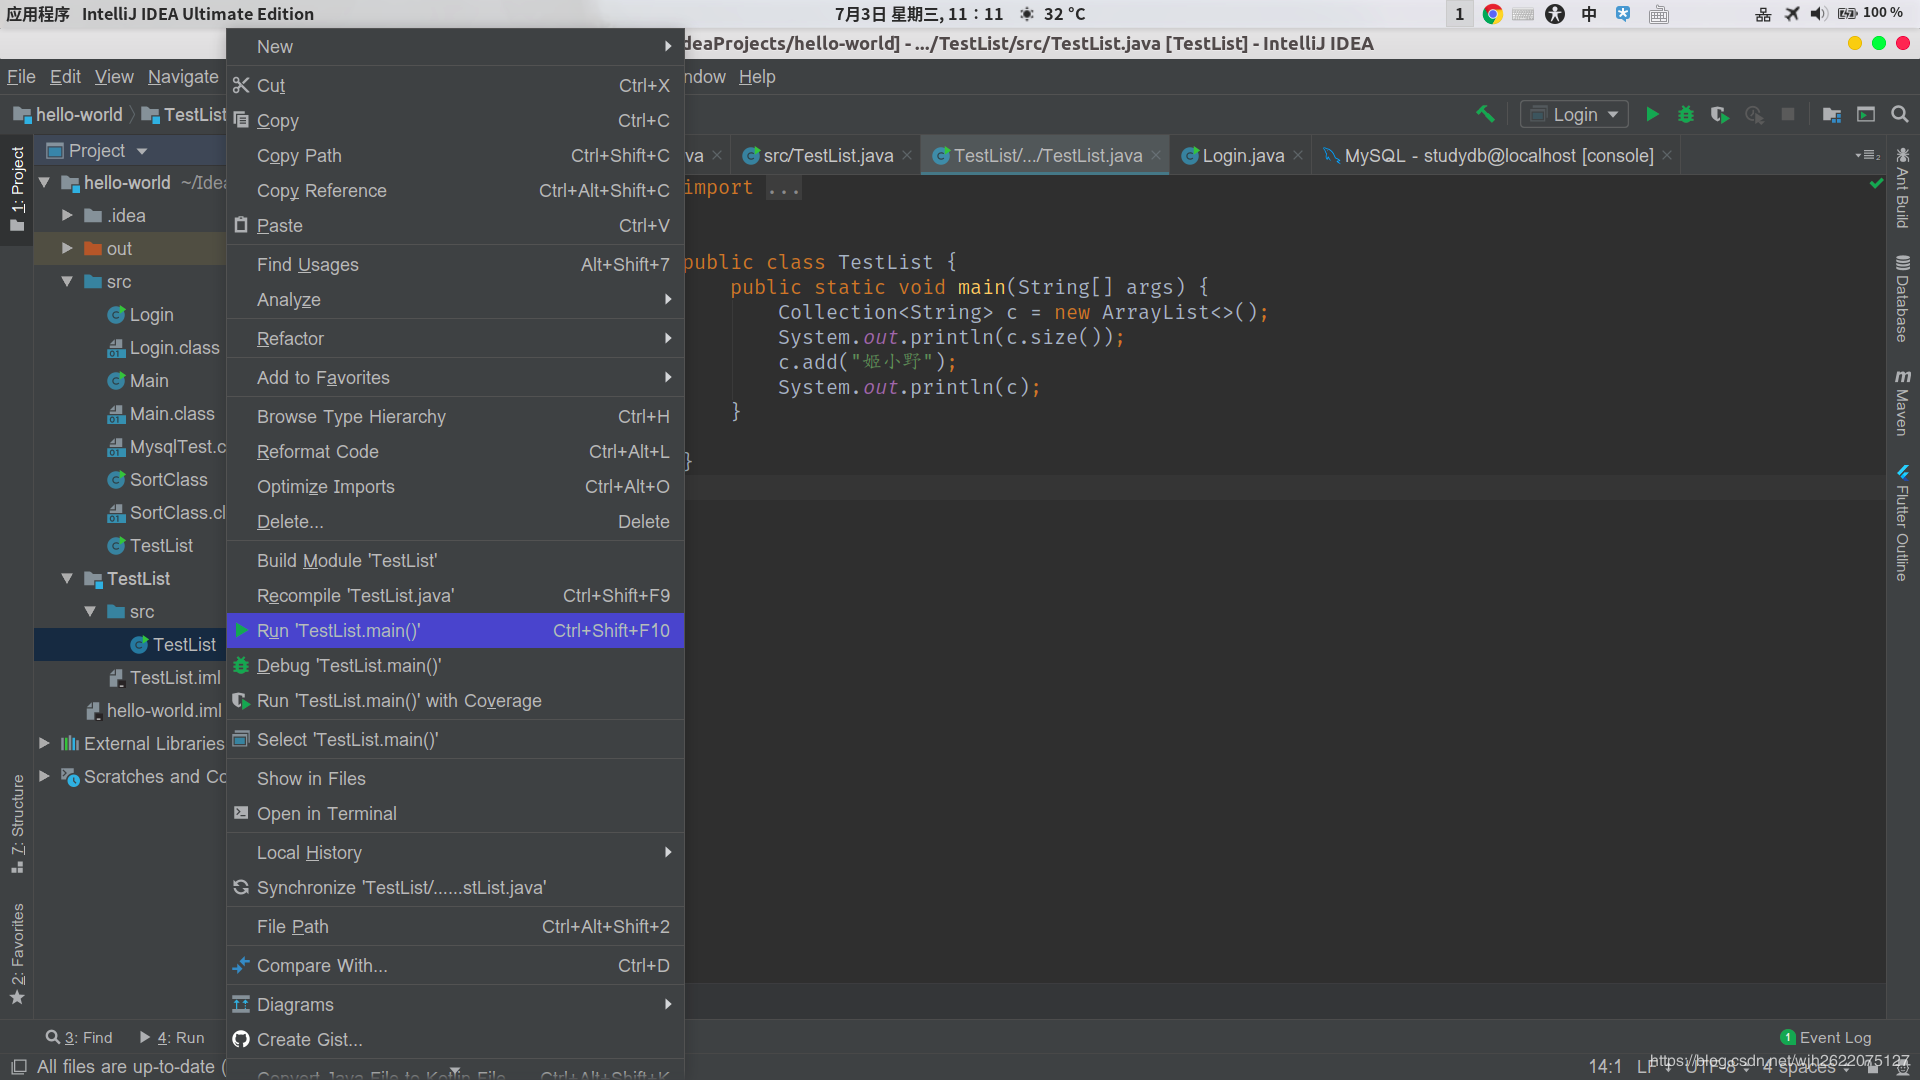 应用程序 IntelliJ IDEA Ultimate Edition 7月3日 星期三, 11：11 32 °C 1 中 100 %
deaProjects/hello-world] - .../TestList/src/TestList.java [TestList] - IntelliJ IDEA
File Edit View Navigate ndow Help
hello-world TestList Login
va src/TestList.java TestList/.../TestList.java Login.java MySQL - studydb@localhost [console] 2
1: Project
7: Structure
2: Favorites
Project
hello-world ~/Idea
.idea
out
src
Login
Login.class
Main
Main.class
MysqlTest.c
SortClass
SortClass.cl
TestList
TestList
src
TestList
TestList.iml
hello-world.iml
External Libraries
Scratches and Co
New
Cut Ctrl+X
Copy Ctrl+C
Copy Path Ctrl+Shift+C
Copy Reference Ctrl+Alt+Shift+C
Paste Ctrl+V
Find Usages Alt+Shift+7
Analyze
Refactor
Add to Favorites
Browse Type Hierarchy Ctrl+H
Reformat Code Ctrl+Alt+L
Optimize Imports Ctrl+Alt+O
Delete... Delete
Build Module 'TestList'
Recompile 'TestList.java' Ctrl+Shift+F9
Run 'TestList.main()' Ctrl+Shift+F10
Debug 'TestList.main()'
Run 'TestList.main()' with Coverage
Select 'TestList.main()'
Show in Files
Open in Terminal
Local History
Synchronize 'TestList/......stList.java'
File Path Ctrl+Alt+Shift+2
Compare With... Ctrl+D
Diagrams
Create Gist...
Convert Java File to Kotlin File Ctrl+Alt+Shift+K
import ...
public class TestList {
public static void main(String[] args) {
Collection<String> c = new ArrayList<>();
System.out.println(c.size());
c.add("姬小野");
System.out.println(c);
}
}
Ant Build
Database
m Maven
Flutter Outline
3: Find 4: Run 1 Event Log
All files are up-to-date ( 14:1 LF UTF-8 4 spaces
https://blog.csdn.net/wjh2622075127